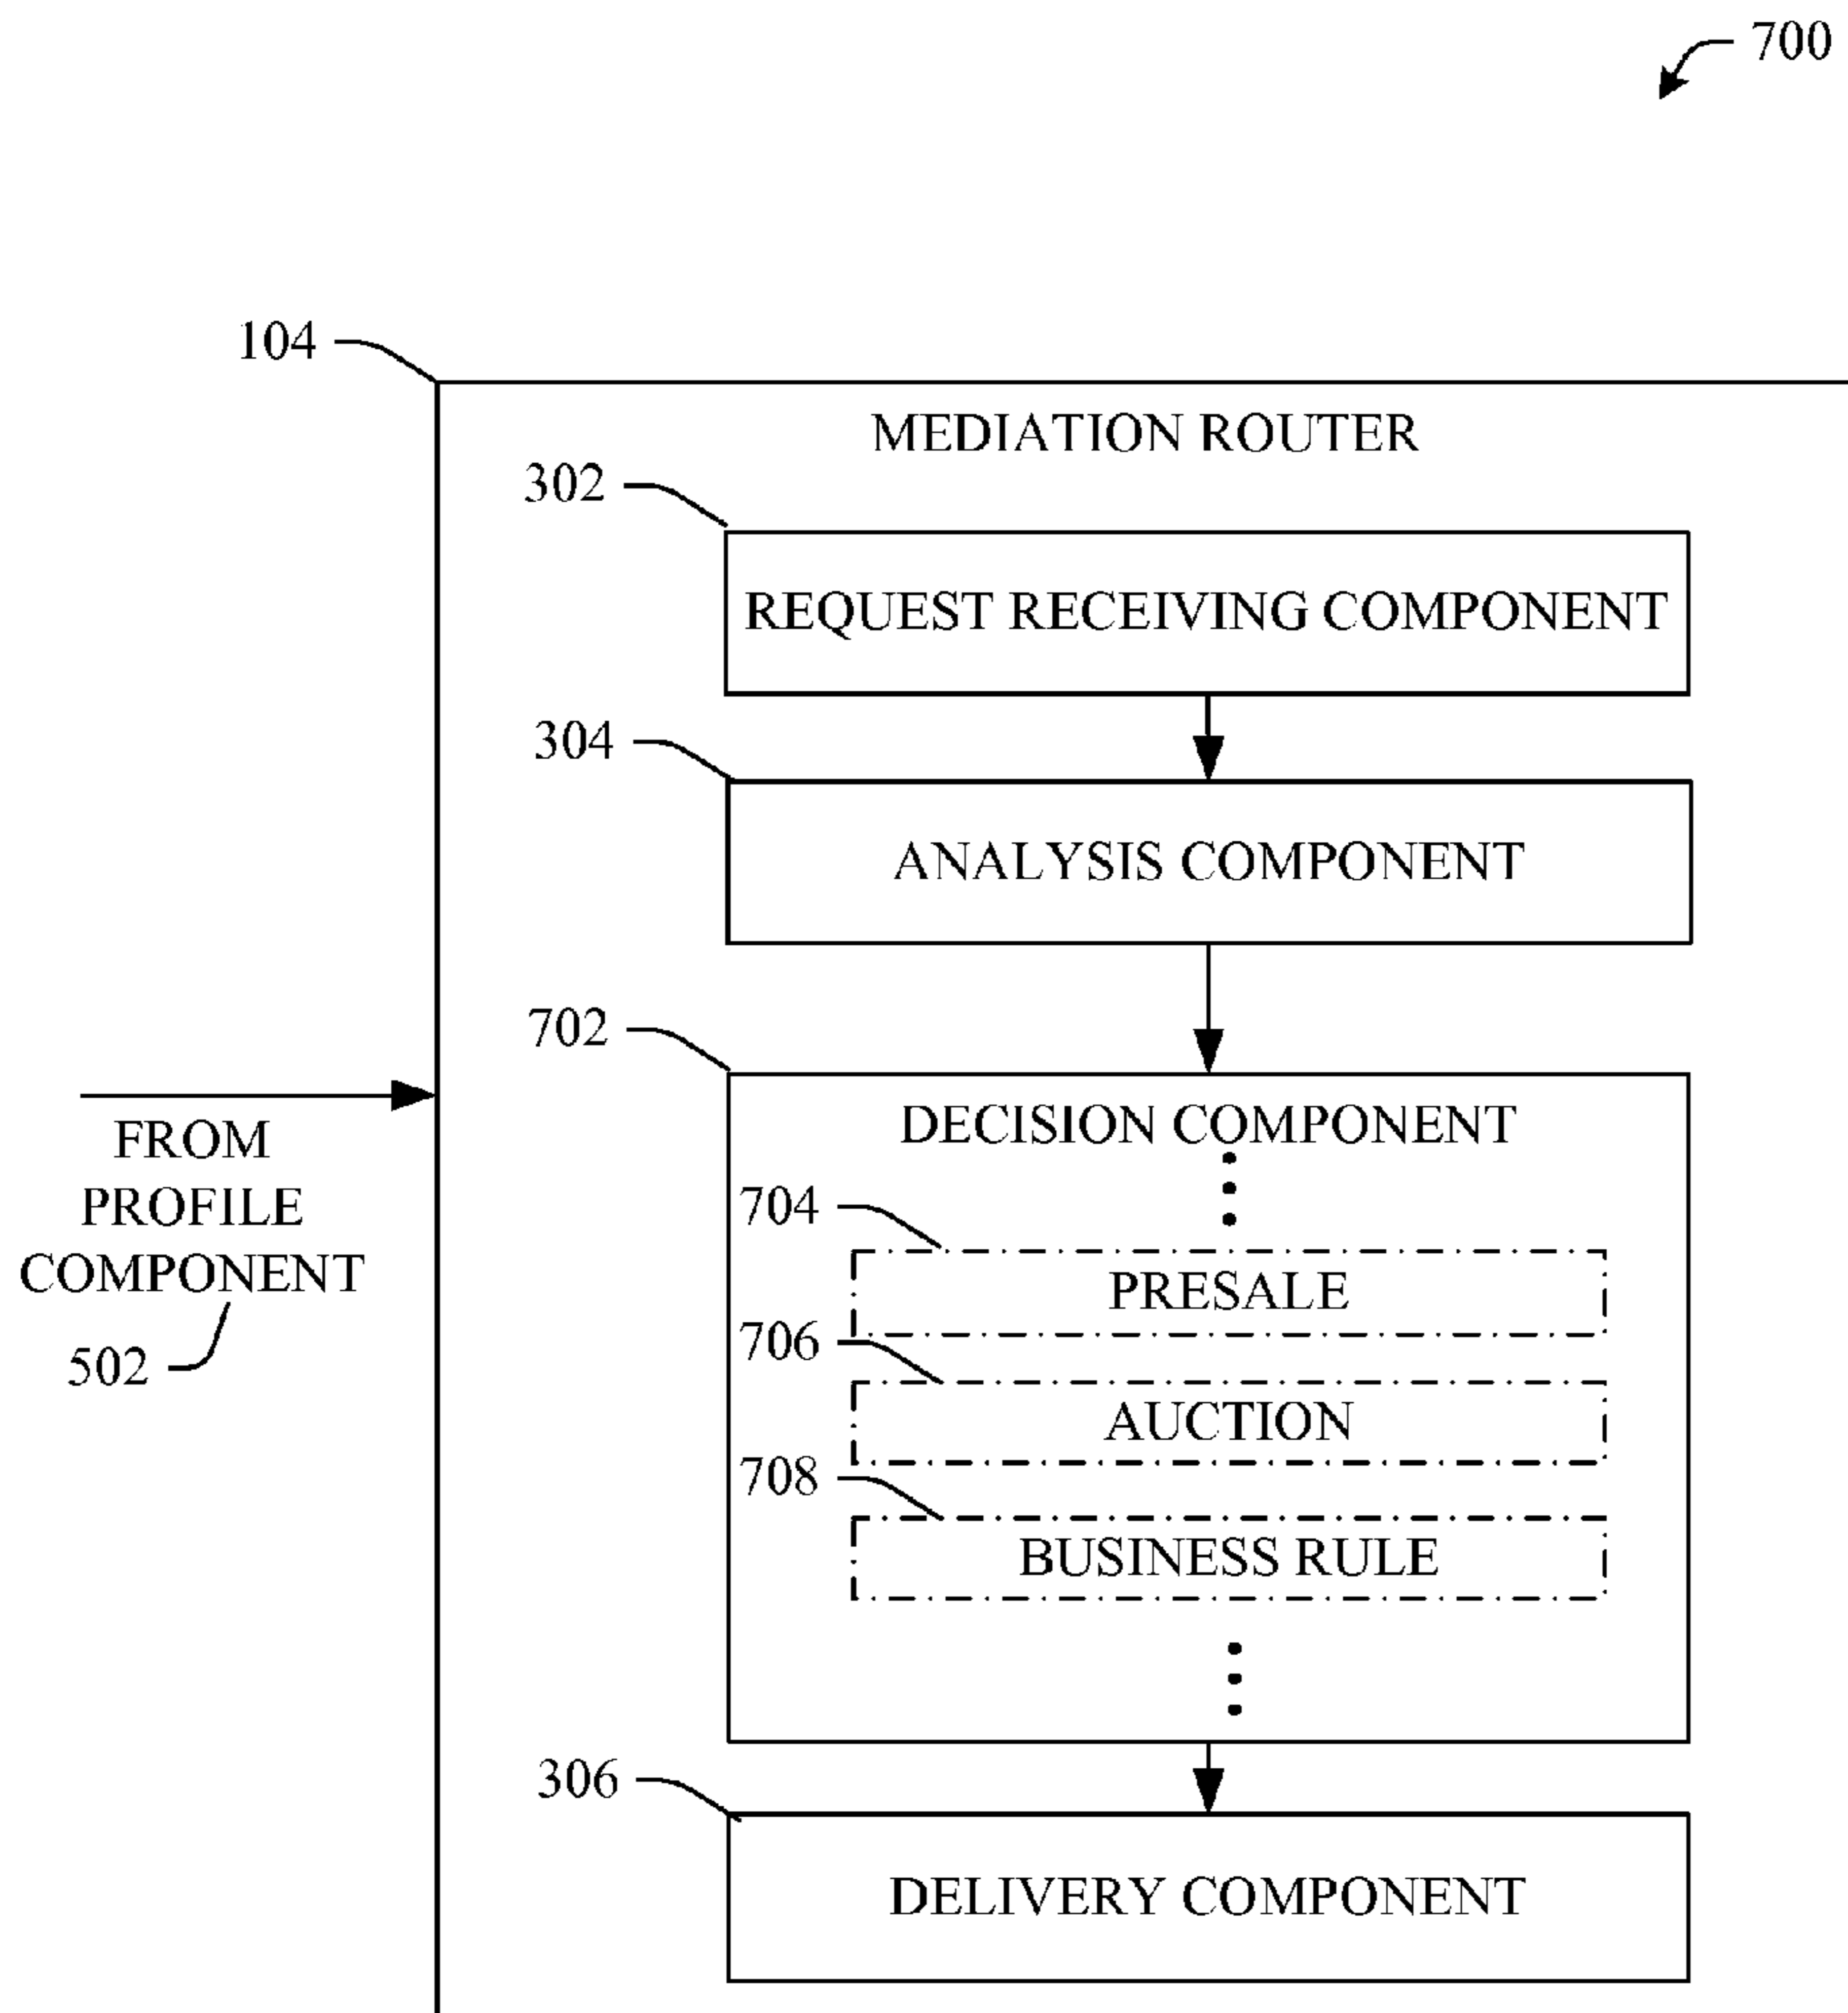 700
104
MEDIATION ROUTER
302
REQUEST RECEIVING COMPONENT
304
ANALYSIS COMPONENT
702
DECISION COMPONENT
FROM
PROFILE
COMPONENT
502
704
PRESALE
706
AUCTION
708
BUSINESS RULE
306
DELIVERY COMPONENT